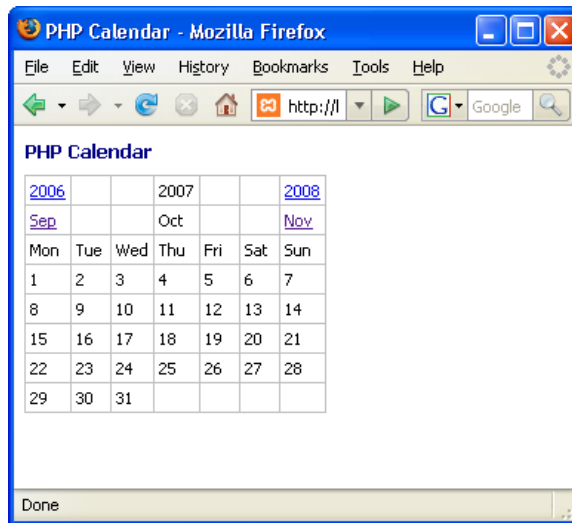 PHP Calendar - Mozilla Firefox
File Edit View History Bookmarks Tools Help
http://l G Google
PHP Calendar
2006 2007 2008
Sep Oct Nov
Mon Tue Wed Thu Fri Sat Sun
1 2 3 4 5 6 7
8 9 10 11 12 13 14
15 16 17 18 19 20 21
22 23 24 25 26 27 28
29 30 31
Done